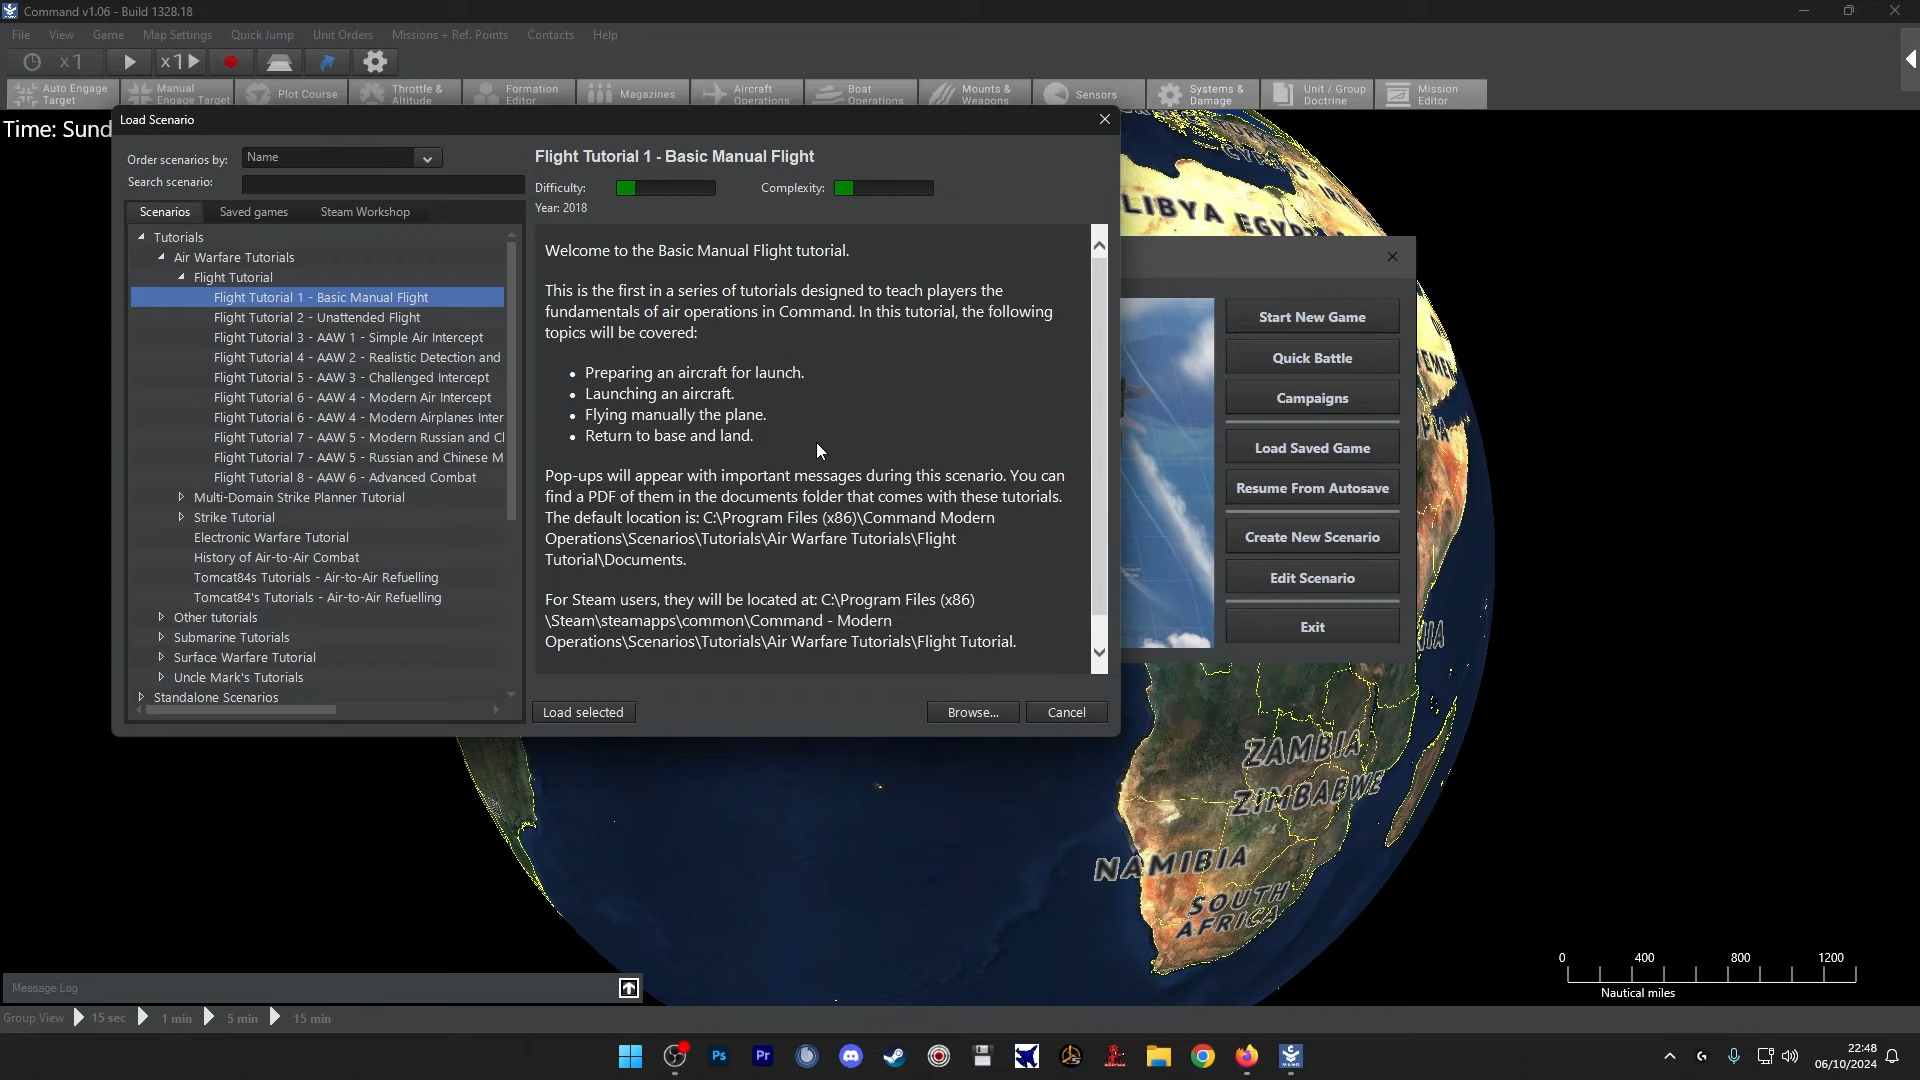 Command v1.06 - Build 1328.18
File View Game Map Settings Quick Jump Unit Orders Missions + Ref. Points Contacts Help
x1 x1
Auto Engage Target
Manual Engage Target
Plot Course
Throttle & Altitude
Formation Editor
Magazines
Aircraft Operations
Boat Operations
Mounts & Weapons
Sensors
Systems & Damage
Unit / Group Doctrine
Mission Editor
Time: Sund
Load Scenario
Order scenarios by: Name
Search scenario:
Scenarios Saved games Steam Workshop
Tutorials
Air Warfare Tutorials
Flight Tutorial
Flight Tutorial 1 - Basic Manual Flight
Flight Tutorial 2 - Unattended Flight
Flight Tutorial 3 - AAW 1 - Simple Air Intercept
Flight Tutorial 4 - AAW 2 - Realistic Detection and
Flight Tutorial 5 - AAW 3 - Challenged Intercept
Flight Tutorial 6 - AAW 4 - Modern Air Intercept
Flight Tutorial 6 - AAW 4 - Modern Airplanes Inter
Flight Tutorial 7 - AAW 5 - Modern Russian and Cl
Flight Tutorial 7 - AAW 5 - Russian and Chinese M
Flight Tutorial 8 - AAW 6 - Advanced Combat
Multi-Domain Strike Planner Tutorial
Strike Tutorial
Electronic Warfare Tutorial
History of Air-to-Air Combat
Tomcat84s Tutorials - Air-to-Air Refuelling
Tomcat84's Tutorials - Air-to-Air Refuelling
Other tutorials
Submarine Tutorials
Surface Warfare Tutorial
Uncle Mark's Tutorials
Standalone Scenarios
Flight Tutorial 1 - Basic Manual Flight
Difficulty: Complexity:
Year: 2018
Welcome to the Basic Manual Flight tutorial.
This is the first in a series of tutorials designed to teach players the
fundamentals of air operations in Command. In this tutorial, the following
topics will be covered:
• Preparing an aircraft for launch.
• Launching an aircraft.
• Flying manually the plane.
• Return to base and land.
Pop-ups will appear with important messages during this scenario. You can
find a PDF of them in the documents folder that comes with these tutorials.
The default location is: C:\Program Files (x86)\Command Modern
Operations\Scenarios\Tutorials\Air Warfare Tutorials\Flight
Tutorial\Documents.
For Steam users, they will be located at: C:\Program Files (x86)
\Steam\steamapps\common\Command - Modern
Operations\Scenarios\Tutorials\Air Warfare Tutorials\Flight Tutorial.
Load selected Browse... Cancel
Start New Game
Quick Battle
Campaigns
Load Saved Game
Resume From Autosave
Create New Scenario
Edit Scenario
Exit
LIBYA
ZAMBIA
ZIMBABWE
NAMIBIA
SOUTH
AFRICA
0 400 800 1200
Nautical miles
Message Log
Group View 15 sec 1 min 5 min 15 min
Ps Pr
22:48
06/10/2024